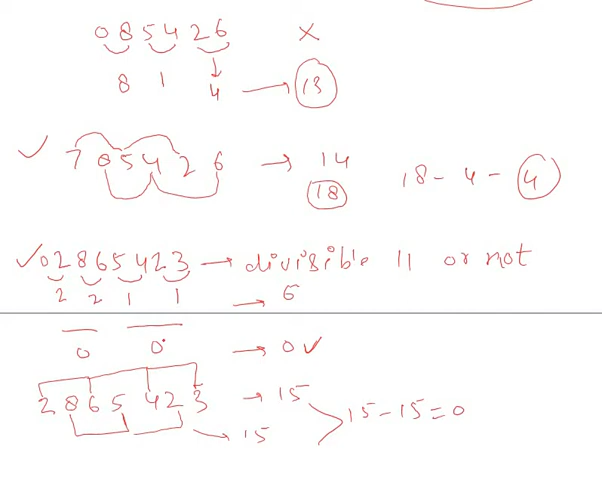 085426 ×
8 1 4 → 13
✓ 785426 → 14
18 18 - 4 - 4
✓ 02865423 → divisible 11 or not
2 2 1 1 → 6
0 0 → 0 ✓
2865423 → 15
→ 15 15 - 15 = 0